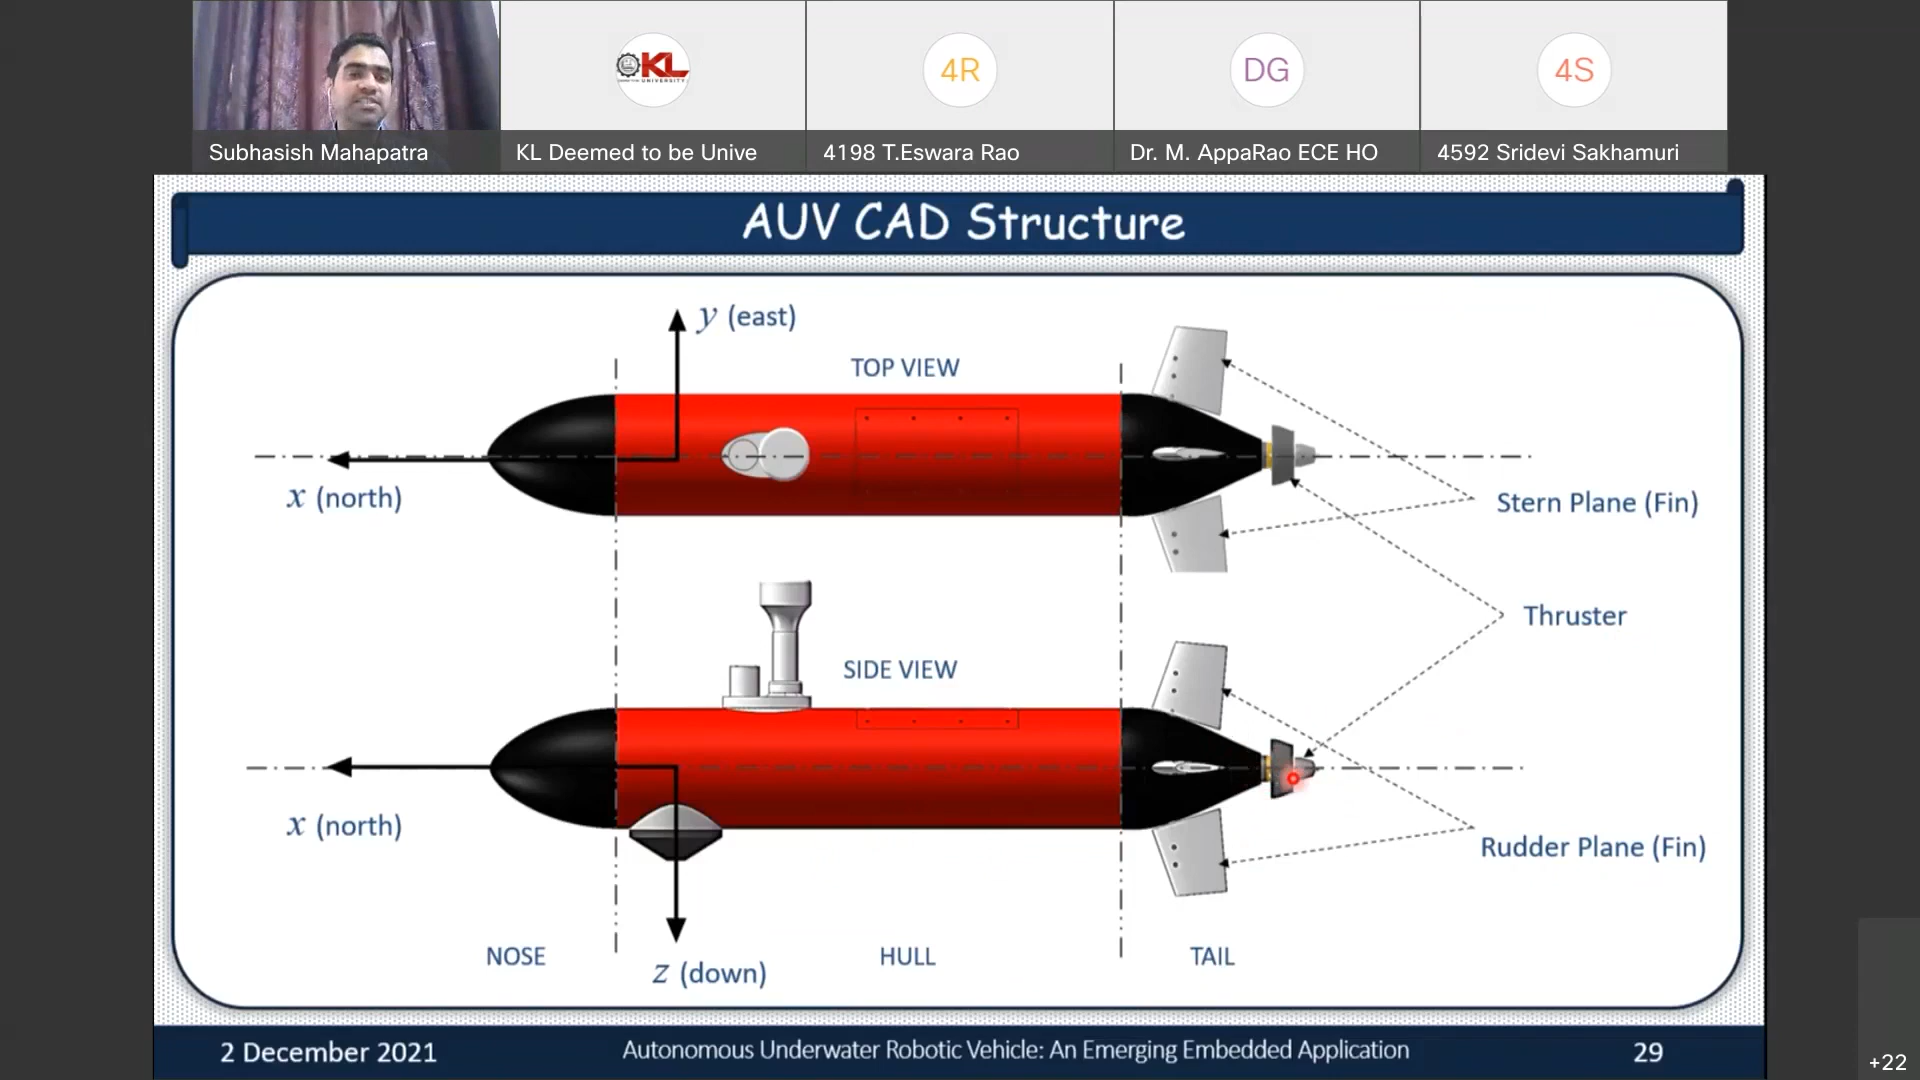 KL
UNIVERSITY
4R
DG
4S
Subhasish Mahapatra
KL Deemed to be Unive
4198 T.Eswara Rao
Dr. M. AppaRao ECE HO
4592 Sridevi Sakhamuri
AUV CAD Structure
y (east)
TOP VIEW
x (north)
Stern Plane (Fin)
Thruster
SIDE VIEW
x (north)
Rudder Plane (Fin)
NOSE
HULL
TAIL
z (down)
2 December 2021
Autonomous Underwater Robotic Vehicle: An Emerging Embedded Application
29
+22